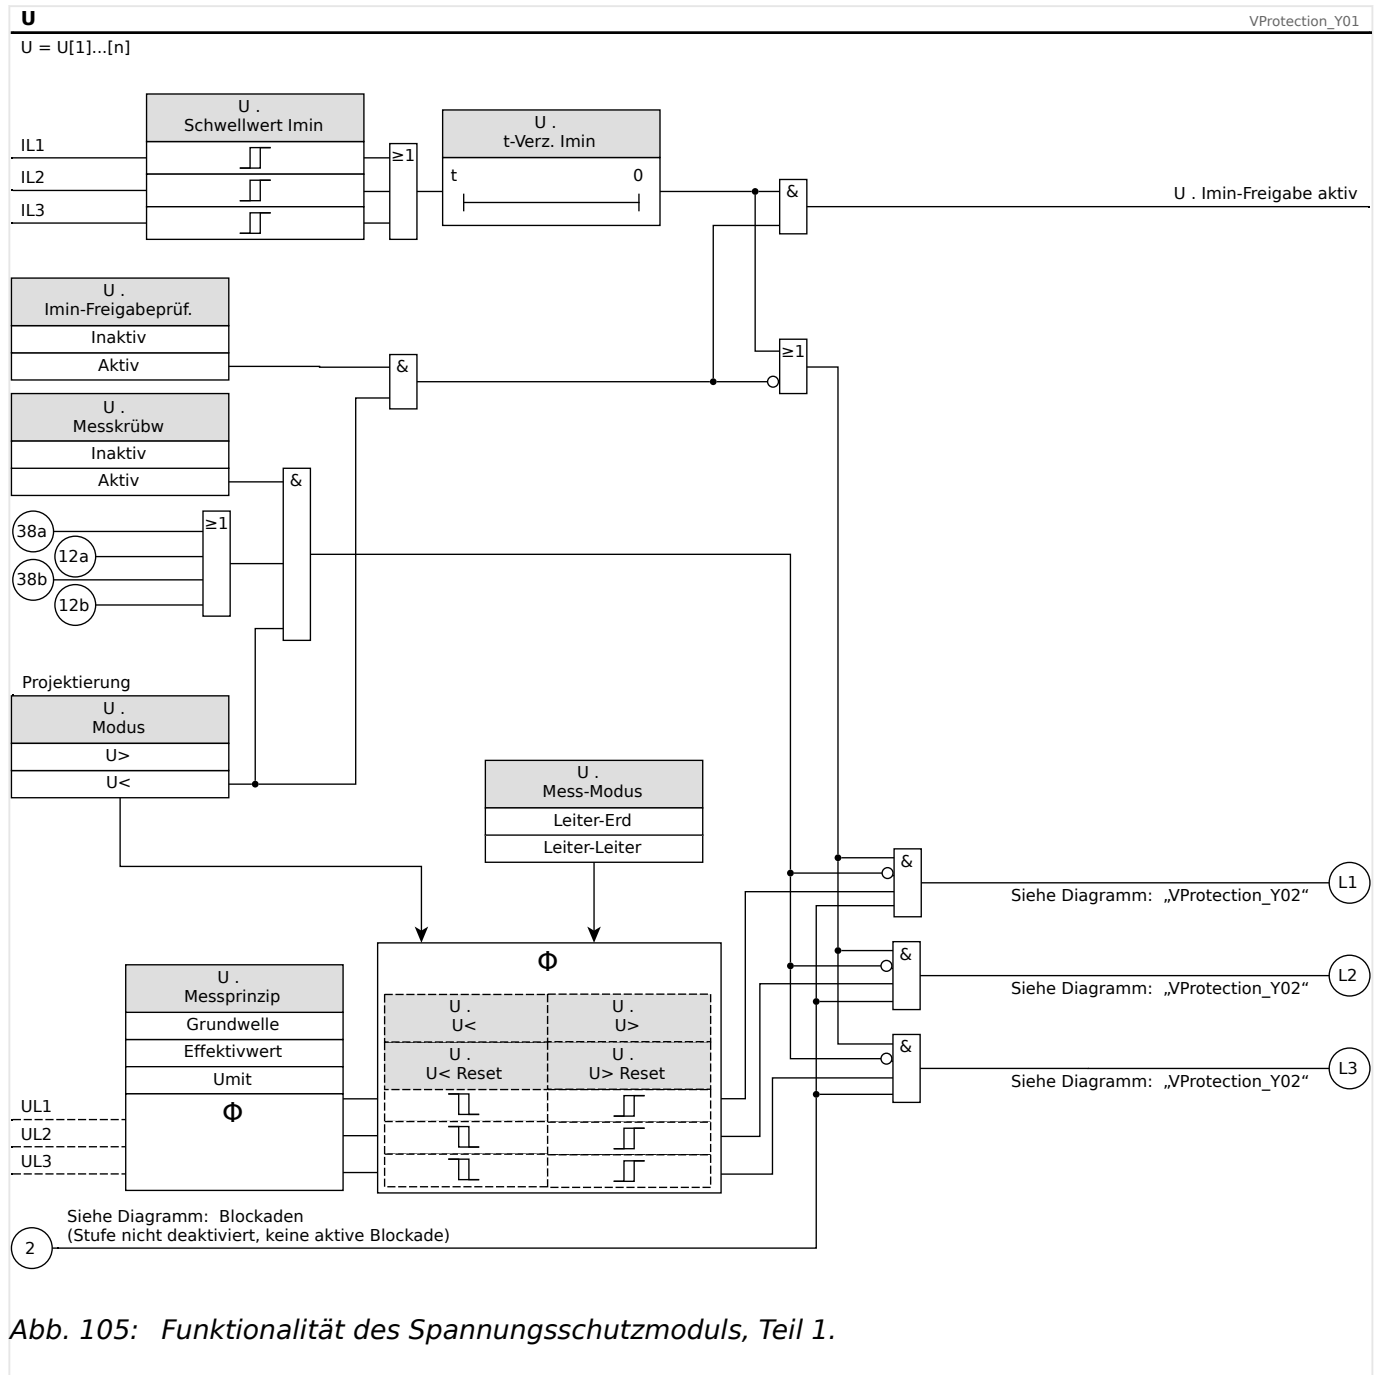 U
VProtection_Y01
U = U[1]...[n]
U .
Schwellwert Imin
IL1
IL2
IL3
≥1
U .
t-Verz. Imin
t
0
&
U . Imin-Freigabe aktiv
U .
Imin-Freigabeprüf.
Inaktiv
Aktiv
&
≥1
U .
Messkrübw
Inaktiv
Aktiv
&
38a
12a
38b
12b
≥1
Projektierung
U .
Modus
U>
U<
U .
Mess-Modus
Leiter-Erd
Leiter-Leiter
&
L1
Siehe Diagramm: „VProtection_Y02“
&
L2
Siehe Diagramm: „VProtection_Y02“
&
L3
Siehe Diagramm: „VProtection_Y02“
U .
Messprinzip
Grundwelle
Effektivwert
Umit
Φ
UL1
UL2
UL3
Φ
U .
U<
U .
U>
U .
U< Reset
U .
U> Reset
Siehe Diagramm: Blockaden
(Stufe nicht deaktiviert, keine aktive Blockade)
2
Abb. 105: Funktionalität des Spannungsschutzmoduls, Teil 1.